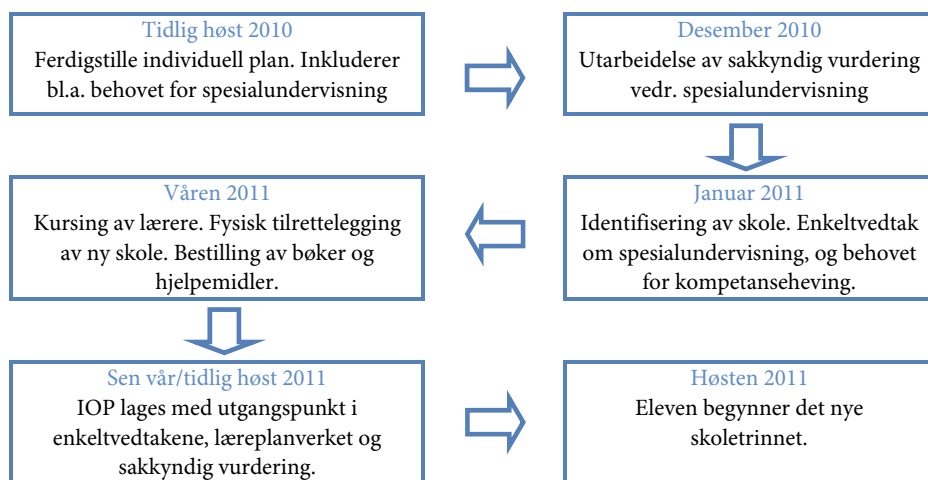 Tidlig høst 2010
Ferdigstille individuell plan. Inkluderer
bl.a. behovet for spesialundervisning
Desember 2010
Utarbeidelse av sakkyndig vurdering
vedr. spesialundervisning
Januar 2011
Identifisering av skole. Enkeltvedtak
om spesialundervisning, og behovet
for kompetanseheving.
Våren 2011
Kursing av lærere. Fysisk tilrettelegging
av ny skole. Bestilling av bøker og
hjelpemidler.
Sen vår/tidlig høst 2011
IOP lages med utgangspunkt i
enkeltvedtakene, læreplanverket og
sakkyndig vurdering.
Høsten 2011
Eleven begynner det nye
skoletrinnet.